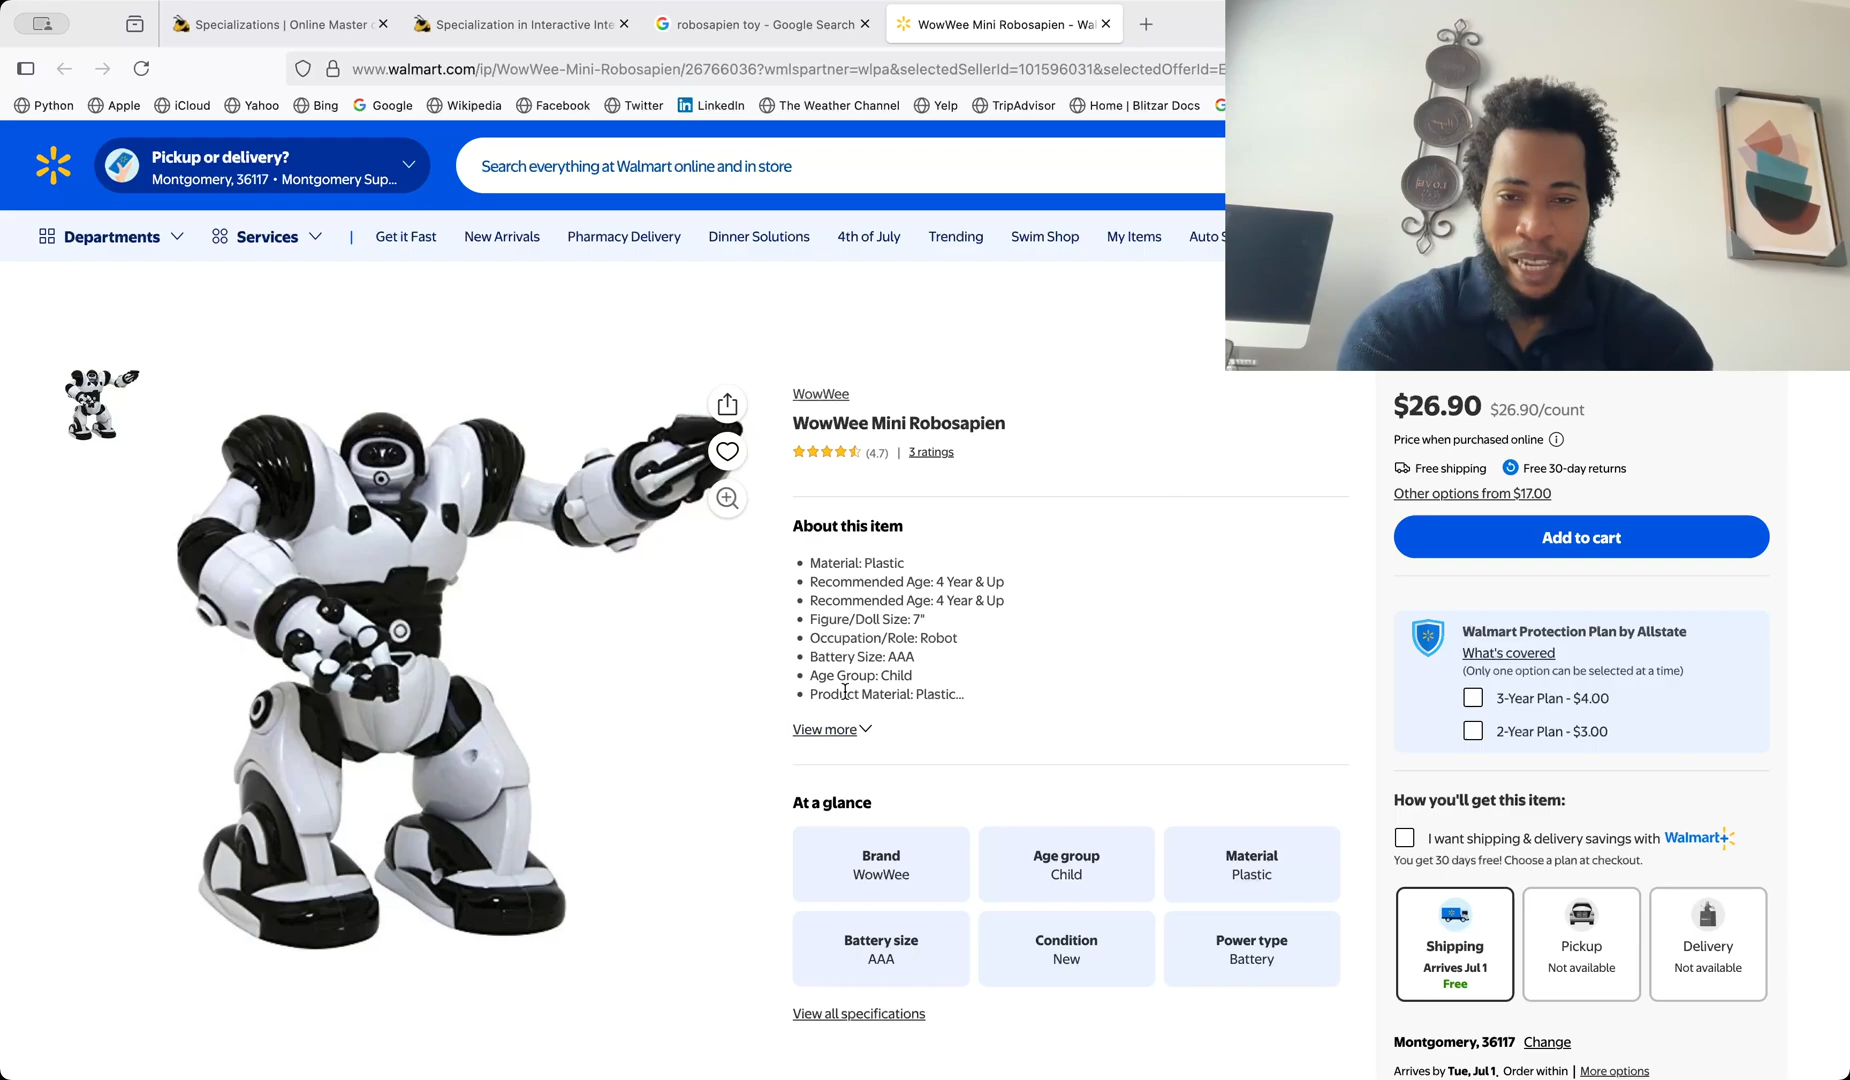 Specializations | Online Master c
Specialization in Interactive Inte
robosapien toy - Google Search
WowWee Mini Robosapien - Wal
www.walmart.com/ip/WowWee-Mini-Robosapien/26766036?wmlspartner=wlpa&selectedSellerId=101596031&selectedOfferId=E
Python
Apple
iCloud
Yahoo
Bing
Google
Wikipedia
Facebook
Twitter
LinkedIn
The Weather Channel
Yelp
TripAdvisor
Home | Blitzar Docs
Pickup or delivery?
Montgomery, 36117 • Montgomery Sup...
Search everything at Walmart online and in store
Departments
Services
Get it Fast
New Arrivals
Pharmacy Delivery
Dinner Solutions
4th of July
Trending
Swim Shop
My Items
Auto S
WowWee
WowWee Mini Robosapien
(4.7) | 3 ratings
About this item
• Material: Plastic
• Recommended Age: 4 Year & Up
• Recommended Age: 4 Year & Up
• Figure/Doll Size: 7"
• Occupation/Role: Robot
• Battery Size: AAA
• Age Group: Child
• Product Material: Plastic...
View more
At a glance
Brand
WowWee
Age group
Child
Material
Plastic
Battery size
AAA
Condition
New
Power type
Battery
View all specifications
$26.90 $26.90/count
Price when purchased online
Free shipping
Free 30-day returns
Other options from $17.00
Add to cart
Walmart Protection Plan by Allstate
What's covered
(Only one option can be selected at a time)
3-Year Plan - $4.00
2-Year Plan - $3.00
How you'll get this item:
I want shipping & delivery savings with Walmart+
You get 30 days free! Choose a plan at checkout.
Shipping
Arrives Jul 1
Free
Pickup
Not available
Delivery
Not available
Montgomery, 36117 Change
Arrives by Tue, Jul 1. Order within | More options